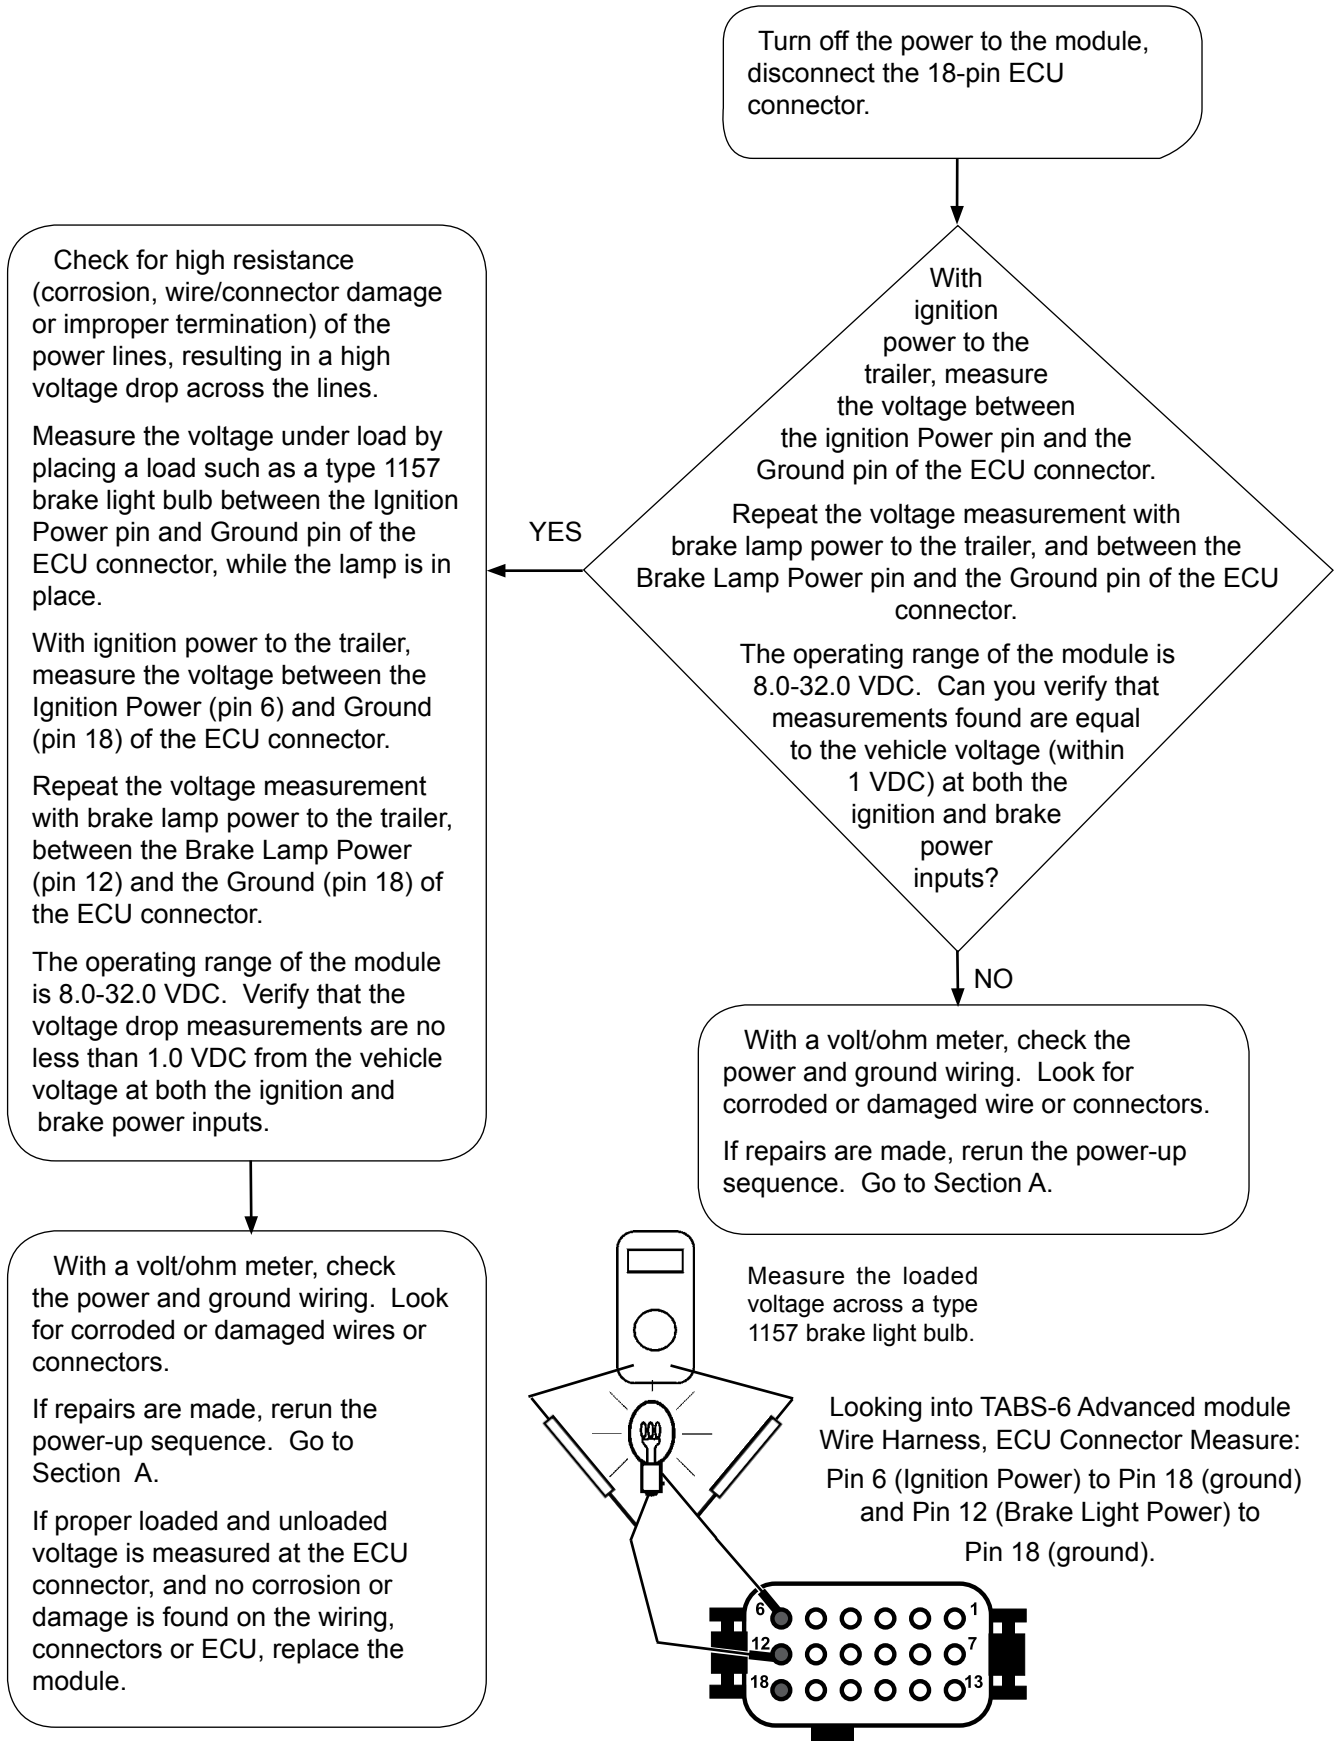 Turn off the power to the module,
disconnect the 18-pin ECU
connector.
With
ignition
power to the
trailer, measure
the voltage between
the ignition Power pin and the
Ground pin of the ECU connector.
Repeat the voltage measurement with
brake lamp power to the trailer, and between the
Brake Lamp Power pin and the Ground pin of the ECU
connector.
The operating range of the module is
8.0-32.0 VDC. Can you verify that
measurements found are equal
to the vehicle voltage (within
1 VDC) at both the
ignition and brake
power
inputs?
YES
Check for high resistance
(corrosion, wire/connector damage
or improper termination) of the
power lines, resulting in a high
voltage drop across the lines.
Measure the voltage under load by
placing a load such as a type 1157
brake light bulb between the Ignition
Power pin and Ground pin of the
ECU connector, while the lamp is in
place.
With ignition power to the trailer,
measure the voltage between the
Ignition Power (pin 6) and Ground
(pin 18) of the ECU connector.
Repeat the voltage measurement
with brake lamp power to the trailer,
between the Brake Lamp Power
(pin 12) and the Ground (pin 18) of
the ECU connector.
The operating range of the module
is 8.0-32.0 VDC. Verify that the
voltage drop measurements are no
less than 1.0 VDC from the vehicle
voltage at both the ignition and
brake power inputs.
NO
With a volt/ohm meter, check the
power and ground wiring. Look for
corroded or damaged wire or connectors.
If repairs are made, rerun the power-up
sequence. Go to Section A.
With a volt/ohm meter, check
the power and ground wiring. Look
for corroded or damaged wires or
connectors.
If repairs are made, rerun the
power-up sequence. Go to
Section A.
If proper loaded and unloaded
voltage is measured at the ECU
connector, and no corrosion or
damage is found on the wiring,
connectors or ECU, replace the
module.
Measure the loaded
voltage across a type
1157 brake light bulb.
Looking into TABS-6 Advanced module
Wire Harness, ECU Connector Measure:
Pin 6 (Ignition Power) to Pin 18 (ground)
and Pin 12 (Brake Light Power) to
Pin 18 (ground).
6 1
12 7
18 13